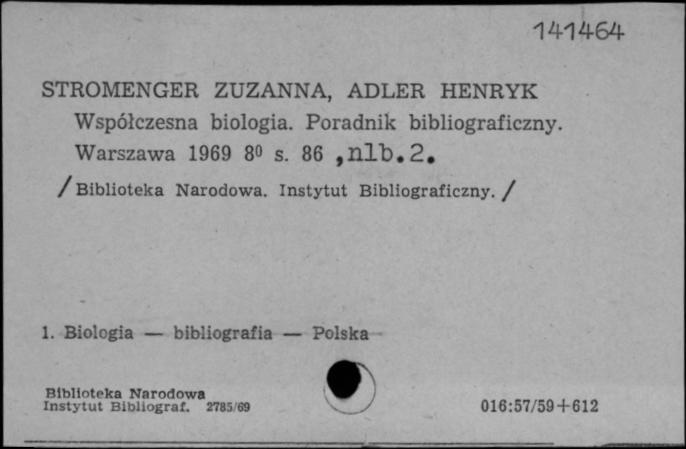 141464
STROMENGER ZUZANNA, ADLER HENRYK
Współczesna biologia. Poradnik bibliograficzny.
Warszawa 1969 8⁰ s. 86 ,nlb.2.
/Biblioteka Narodowa. Instytut Bibliograficzny./
1. Biologia — bibliografia — Polska
Biblioteka Narodowa
Instytut Bibliograf. 2785/69
016:57/59+612